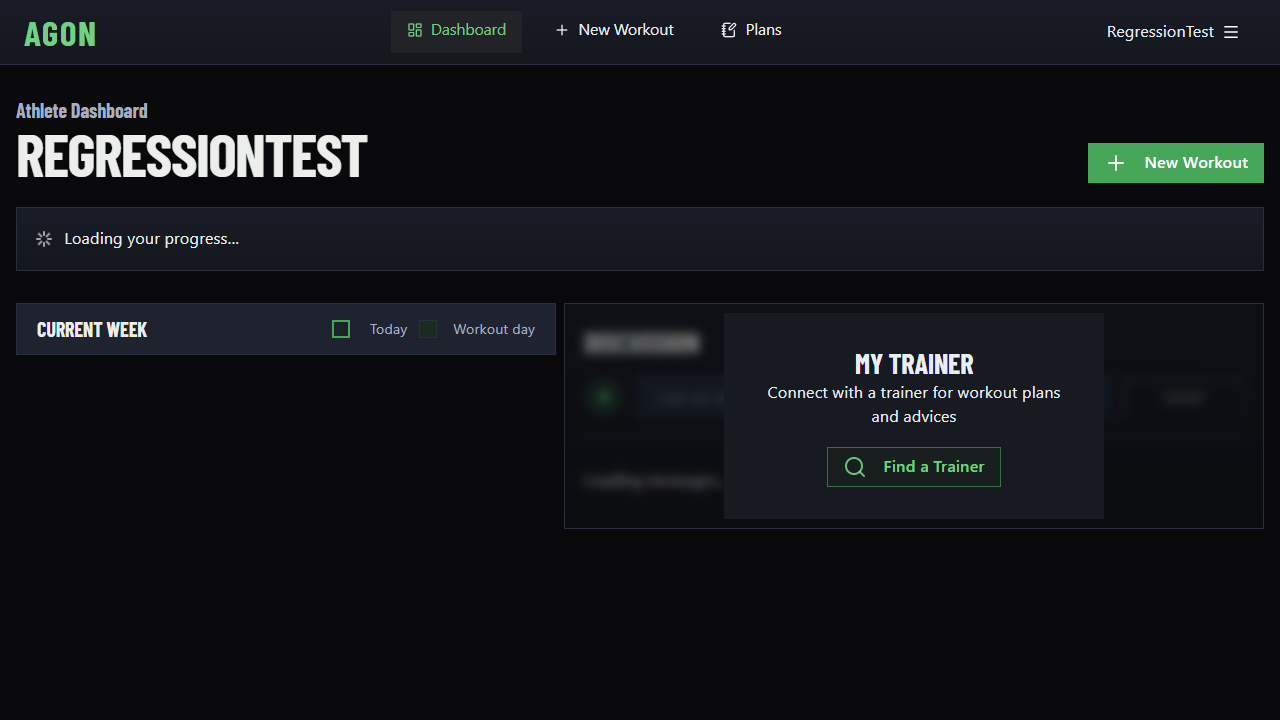 AGON
Dashboard
New Workout
Plans
RegressionTest
Athlete Dashboard
REGRESSIONTEST
New Workout
Loading your progress...
CURRENT WEEK
Today
Workout day
MY TRAINER
Connect with a trainer for workout plans
and advices
Find a Trainer